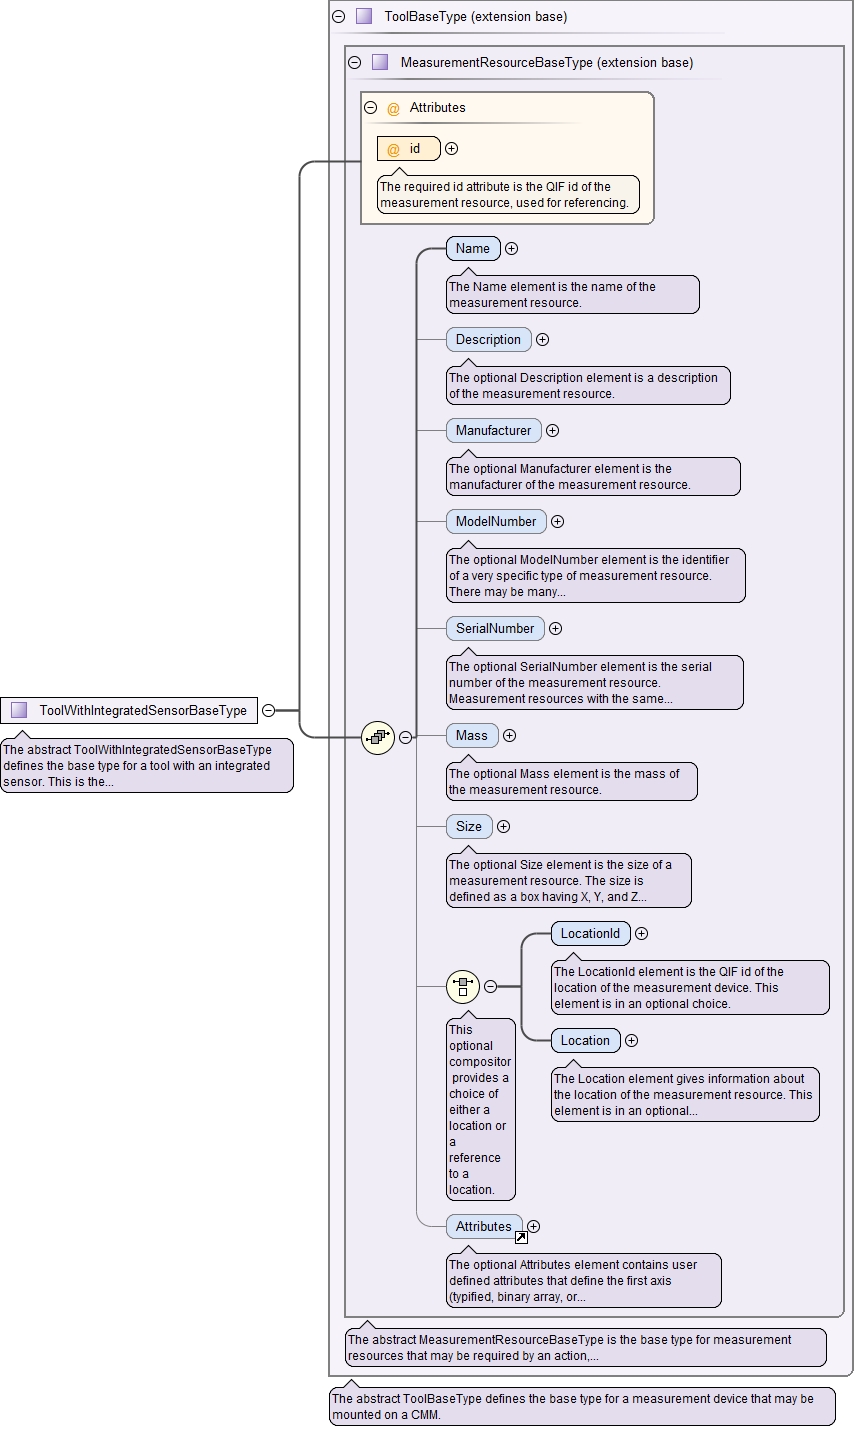 ToolBaseType (extension base)
MeasurementResourceBaseType (extension base)
@ Attributes
@ id
The required id attribute is the QIF id of the
measurement resource, used for referencing.
Name
The Name element is the name of the
measurement resource.
Description
The optional Description element is a description
of the measurement resource.
Manufacturer
The optional Manufacturer element is the
manufacturer of the measurement resource.
ModelNumber
The optional ModelNumber element is the identifier
of a very specific type of measurement resource.
There may be many...
SerialNumber
The optional SerialNumber element is the serial
number of the measurement resource.
Measurement resources with the same...
ToolWithIntegratedSensorBaseType
The abstract ToolWithIntegratedSensorBaseType
defines the base type for a tool with an integrated
sensor. This is the...
Mass
The optional Mass element is the mass of
the measurement resource.
Size
The optional Size element is the size of a
measurement resource. The size is
defined as a box having X, Y, and Z...
LocationId
The LocationId element is the QIF id of the
location of the measurement device. This
element is in an optional choice.
Location
The Location element gives information about
the location of the measurement resource. This
element is in an optional...
This
optional
compositor
provides a
choice of
either a
location or
a
reference
to a
location.
Attributes
The optional Attributes element contains user
defined attributes that define the first axis
(typified, binary array, or...
The abstract MeasurementResourceBaseType is the base type for measurement
resources that may be required by an action,...
The abstract ToolBaseType defines the base type for a measurement device that may be
mounted on a CMM.